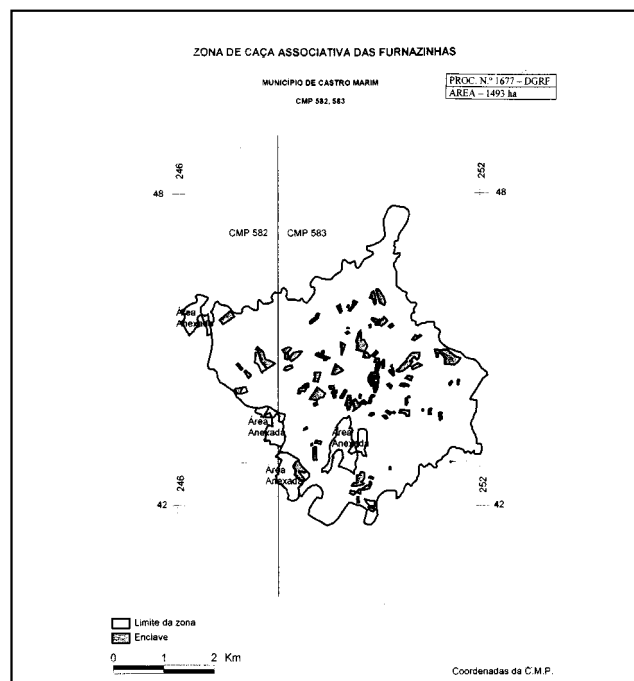 ZONA DE CAÇA ASSOCIATIVA DAS FURNAZINHAS
MUNICÍPIO DE CASTRO MARIM
CMP 582, 583
PROC. N.º 1677 – DGRF
AREA – 1493 ha
246
252
48
48
CMP 582
CMP 583
Área
Anexada
Área
Anexada
Área
Anexada
Área
Anexada
246
252
42
42
Limite da zona
Enclave
0 1 2 Km
Coordenadas da C.M.P.